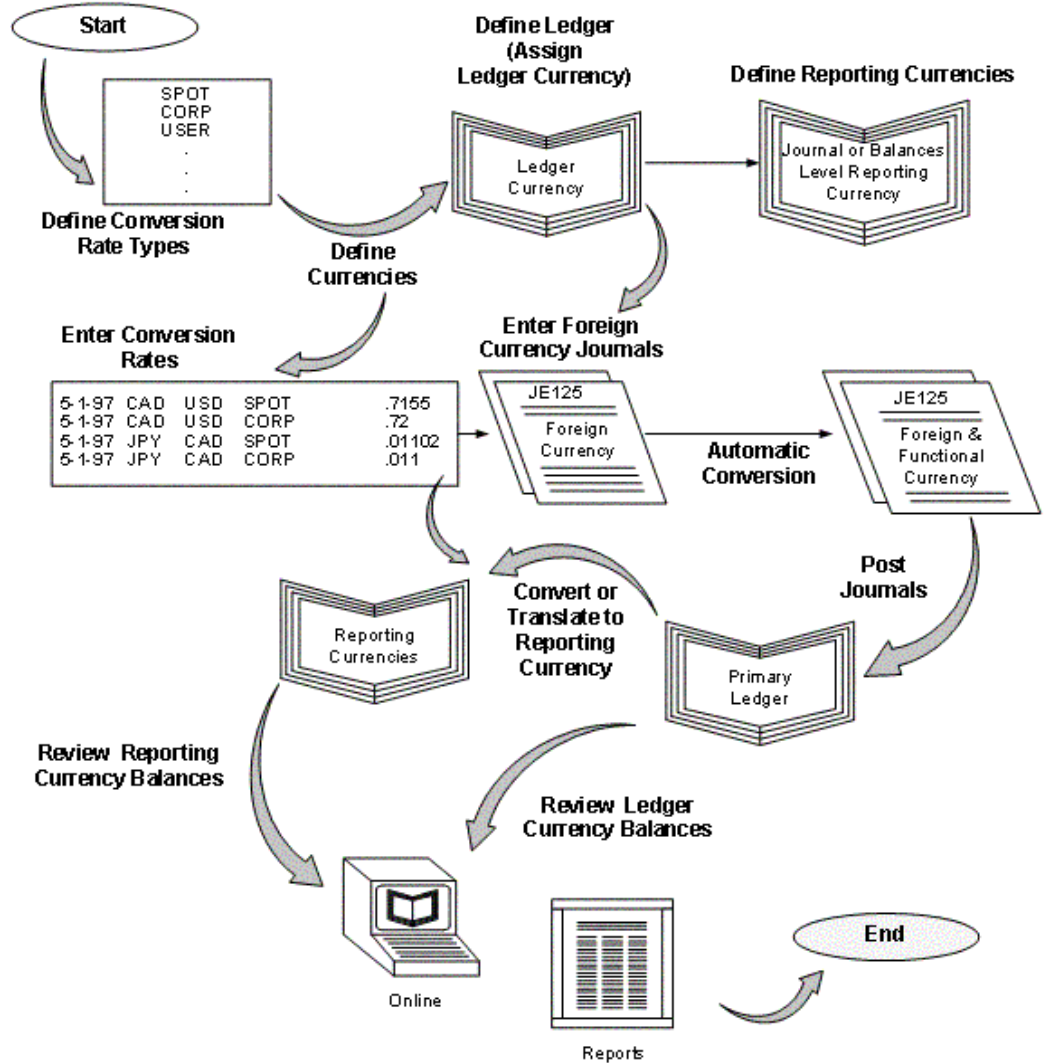 Start
SPOT
CORP
USER
.
.
.
Define Conversion
Rate Types
Define
Currencies
Define Ledger
(Assign
Ledger Currency)
Ledger
Currency
Define Reporting Currencies
Journal or Balances
Level Reporting
Currency
Enter Conversion
Rates
5-1-97 CAD USD SPOT .7155
5-1-97 CAD USD CORP .72
5-1-97 JPY CAD SPOT .01102
5-1-97 JPY CAD CORP .011
Enter Foreign
Currency Journals
JE125
Foreign
Currency
Automatic
Conversion
JE125
Foreign &
Functional
Currency
Post
Journals
Primary
Ledger
Convert or
Translate to
Reporting
Currency
Reporting
Currencies
Review Reporting
Currency Balances
Review Ledger
Currency Balances
Online
Reports
End